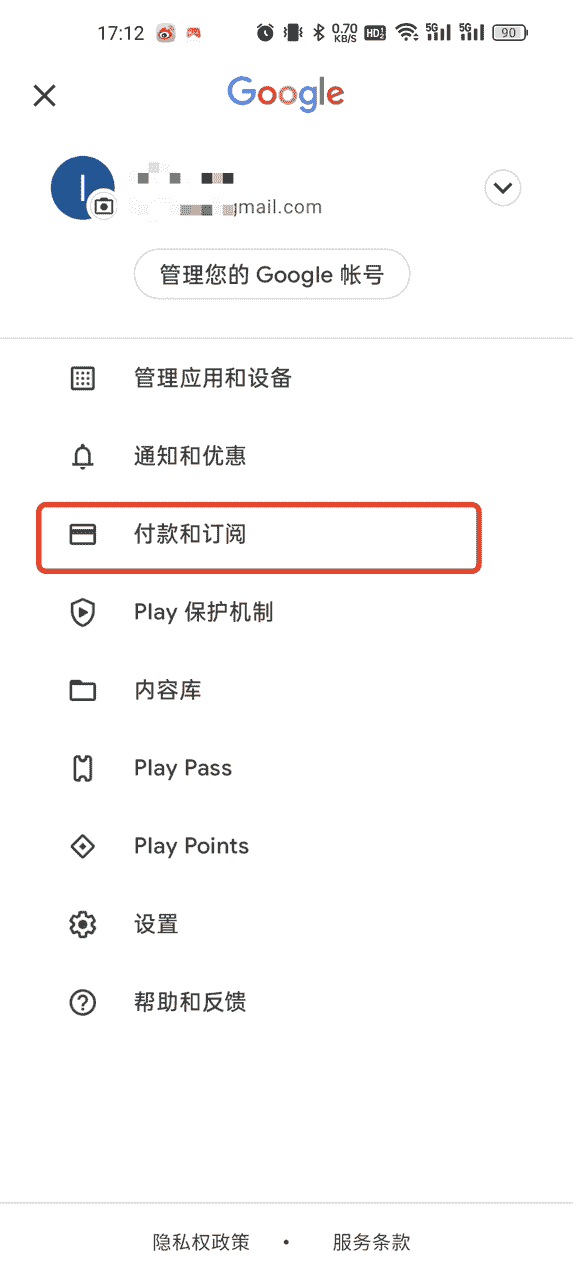 17:12
0.70 KB/S
HD
5G
5G
90
Google
I
gmail.com
管理您的 Google 帐号
管理应用和设备
通知和优惠
付款和订阅
Play 保护机制
内容库
Play Pass
Play Points
设置
帮助和反馈
隐私权政策 • 服务条款